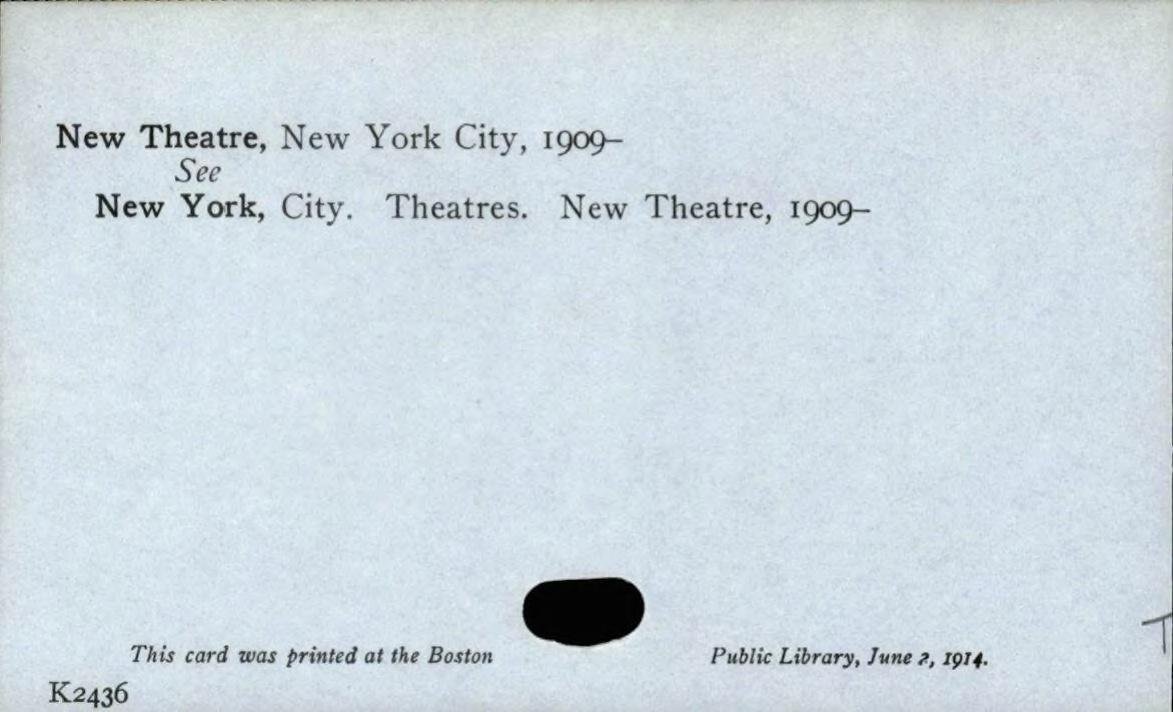 New Theatre, New York City, 1909–
See
New York, City. Theatres. New Theatre, 1909–
This card was printed at the Boston Public Library, June 2, 1914.
K2436